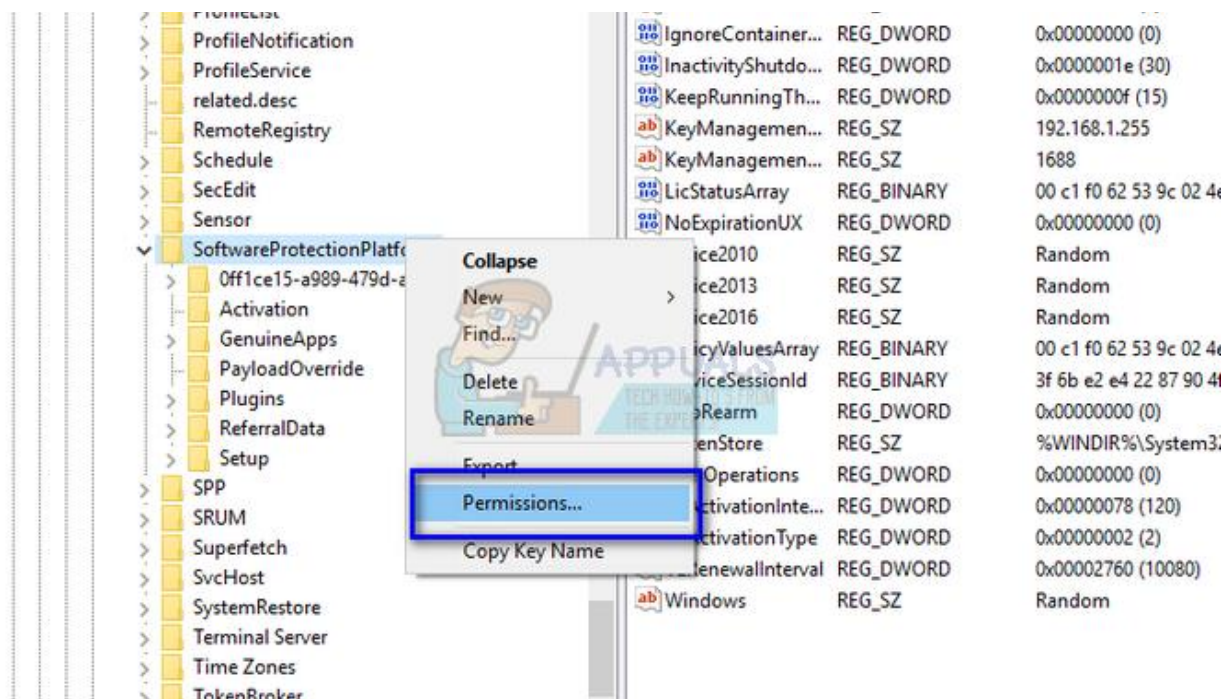 ProfileList
ProfileNotification
ProfileService
related.desc
RemoteRegistry
Schedule
SecEdit
Sensor
SoftwareProtectionPlatfo
0ff1ce15-a989-479d-a
Activation
GenuineApps
PayloadOverride
Plugins
ReferralData
Setup
SPP
SRUM
Superfetch
SvcHost
SystemRestore
Terminal Server
Time Zones
TokenBroker
Collapse
New
Find...
Delete
Rename
Export
Permissions...
Copy Key Name
APPUALS
TECH HOW-TO'S FROM
THE EXPERTS
IgnoreContainer... REG_DWORD 0x00000000 (0)
InactivityShutdo... REG_DWORD 0x0000001e (30)
KeepRunningTh... REG_DWORD 0x0000000f (15)
KeyManagemen... REG_SZ 192.168.1.255
KeyManagemen... REG_SZ 1688
LicStatusArray REG_BINARY 00 c1 f0 62 53 9c 02 4e
NoExpirationUX REG_DWORD 0x00000000 (0)
ice2010 REG_SZ Random
ice2013 REG_SZ Random
ice2016 REG_SZ Random
icyValuesArray REG_BINARY 00 c1 f0 62 53 9c 02 4e
viceSessionId REG_BINARY 3f 6b e2 e4 22 87 90 4f
pRearm REG_DWORD 0x00000000 (0)
enStore REG_SZ %WINDIR%\System32
Operations REG_DWORD 0x00000000 (0)
ctivationInte... REG_DWORD 0x00000078 (120)
ctivationType REG_DWORD 0x00000002 (2)
RenewalInterval REG_DWORD 0x00002760 (10080)
Windows REG_SZ Random